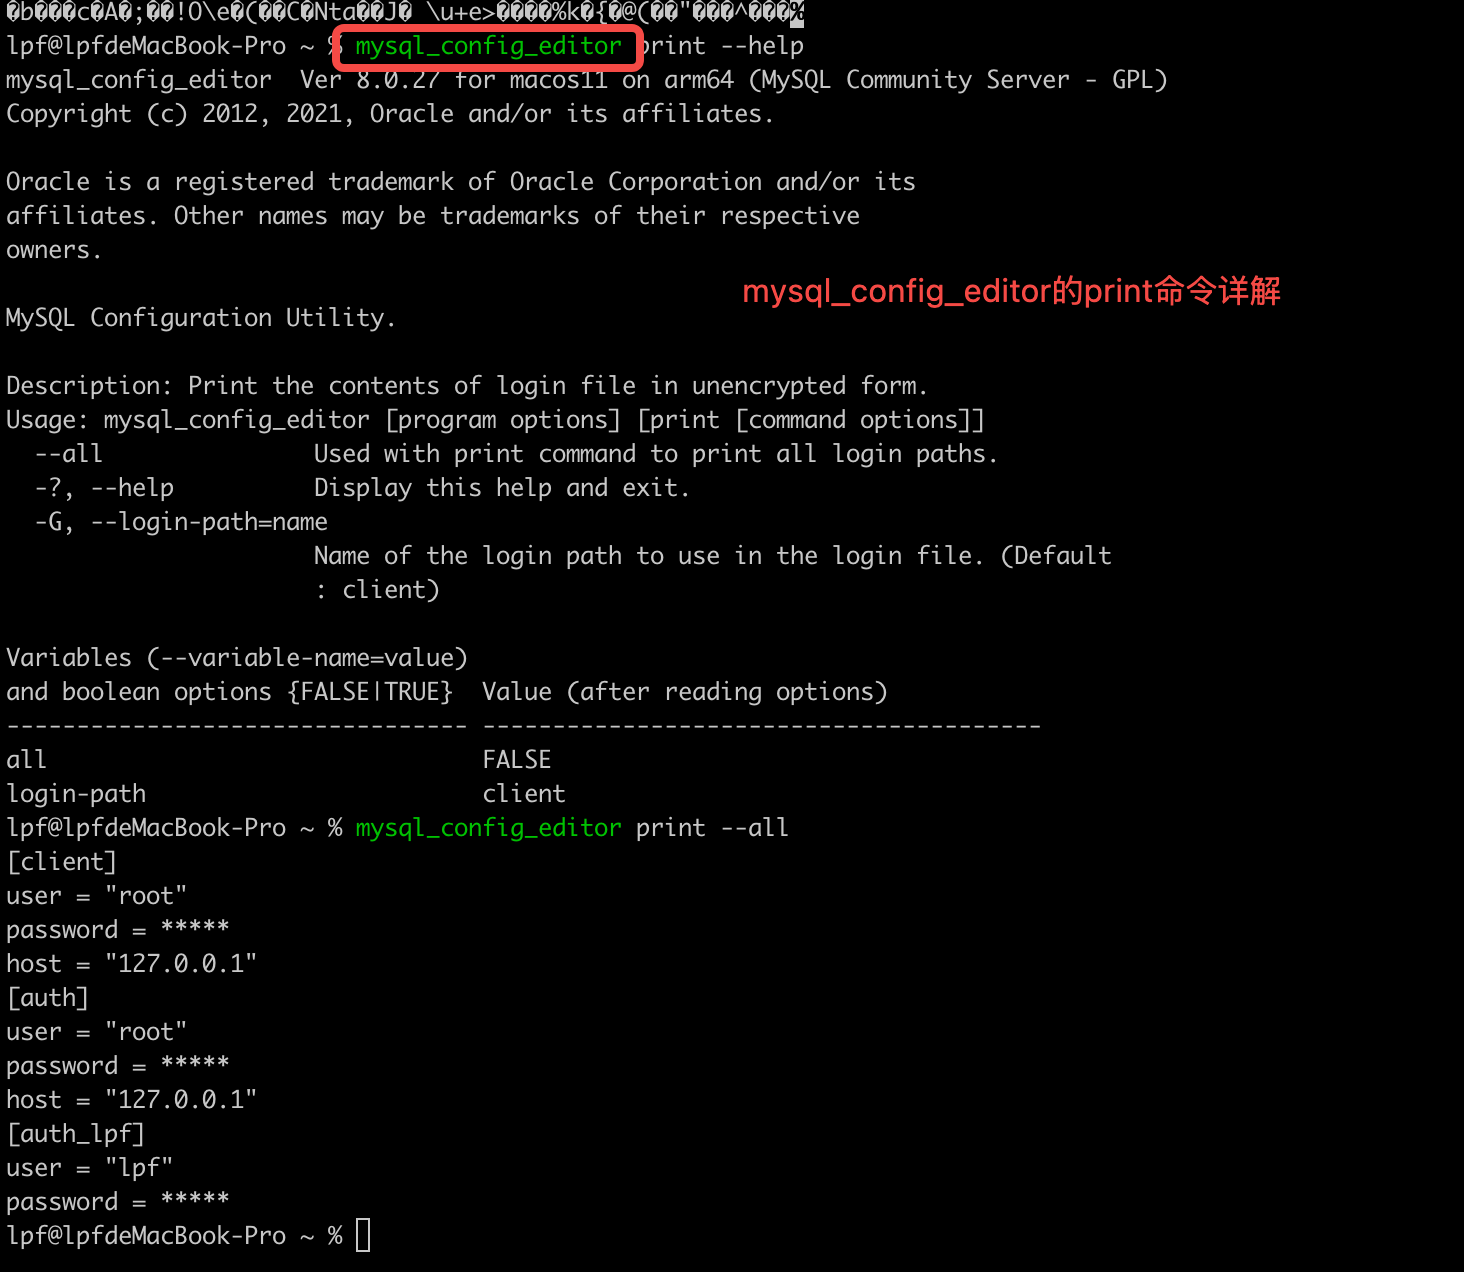 lpf@lpfdeMacBook-Pro ~ % mysql_config_editor print --help
mysql_config_editor  Ver 8.0.27 for macos11 on arm64 (MySQL Community Server - GPL)
Copyright (c) 2012, 2021, Oracle and/or its affiliates.
Oracle is a registered trademark of Oracle Corporation and/or its
affiliates. Other names may be trademarks of their respective
owners.
mysql_config_editor的print命令详解
MySQL Configuration Utility.
Description: Print the contents of login file in unencrypted form.
Usage: mysql_config_editor [program options] [print [command options]]
  --all               Used with print command to print all login paths.
  -?, --help          Display this help and exit.
  -G, --login-path=name
                      Name of the login path to use in the login file. (Default
                      : client)
Variables (--variable-name=value)
and boolean options {FALSE|TRUE}  Value (after reading options)
--------------------------------- ----------------------------------------
all                               FALSE
login-path                        client
lpf@lpfdeMacBook-Pro ~ % mysql_config_editor print --all
[client]
user = "root"
password = *****
host = "127.0.0.1"
[auth]
user = "root"
password = *****
host = "127.0.0.1"
[auth_lpf]
user = "lpf"
password = *****
lpf@lpfdeMacBook-Pro ~ %